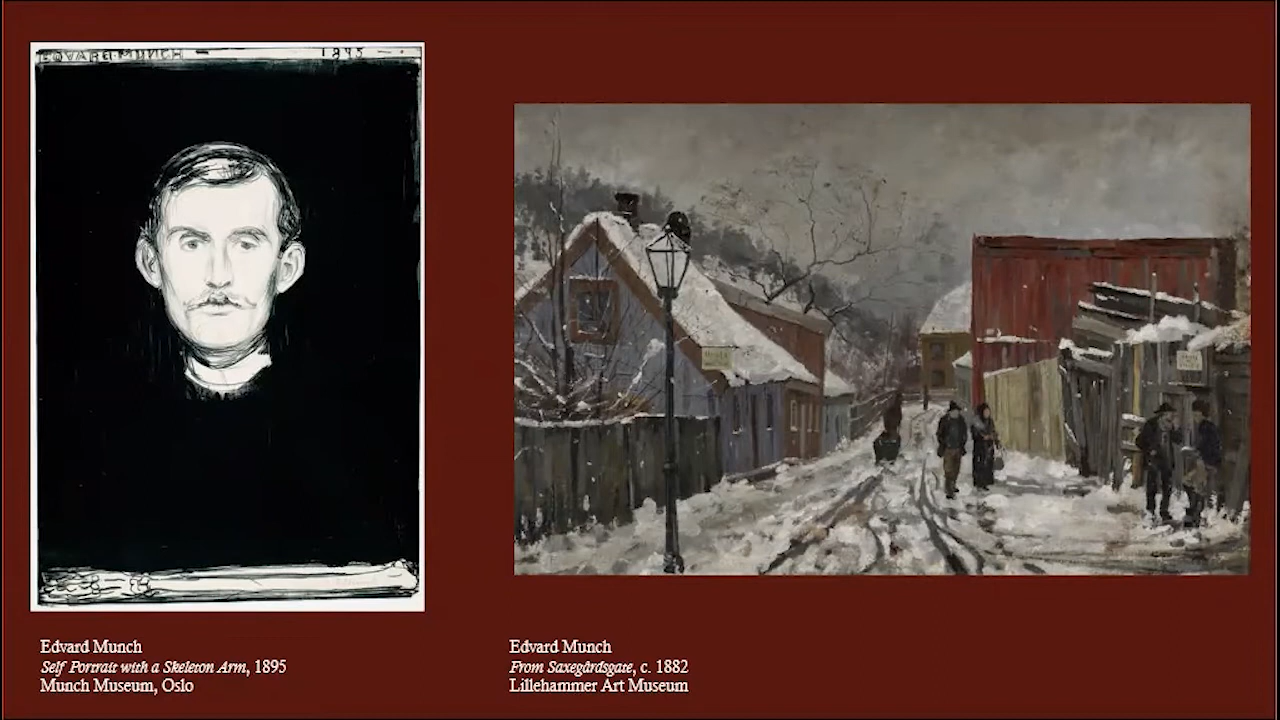 EDVARD MUNCH — 1895 —
Edvard Munch
Self Portrait with a Skeleton Arm, 1895
Munch Museum, Oslo
Edvard Munch
From Saxegårdsgate, c. 1882
Lillehammer Art Museum